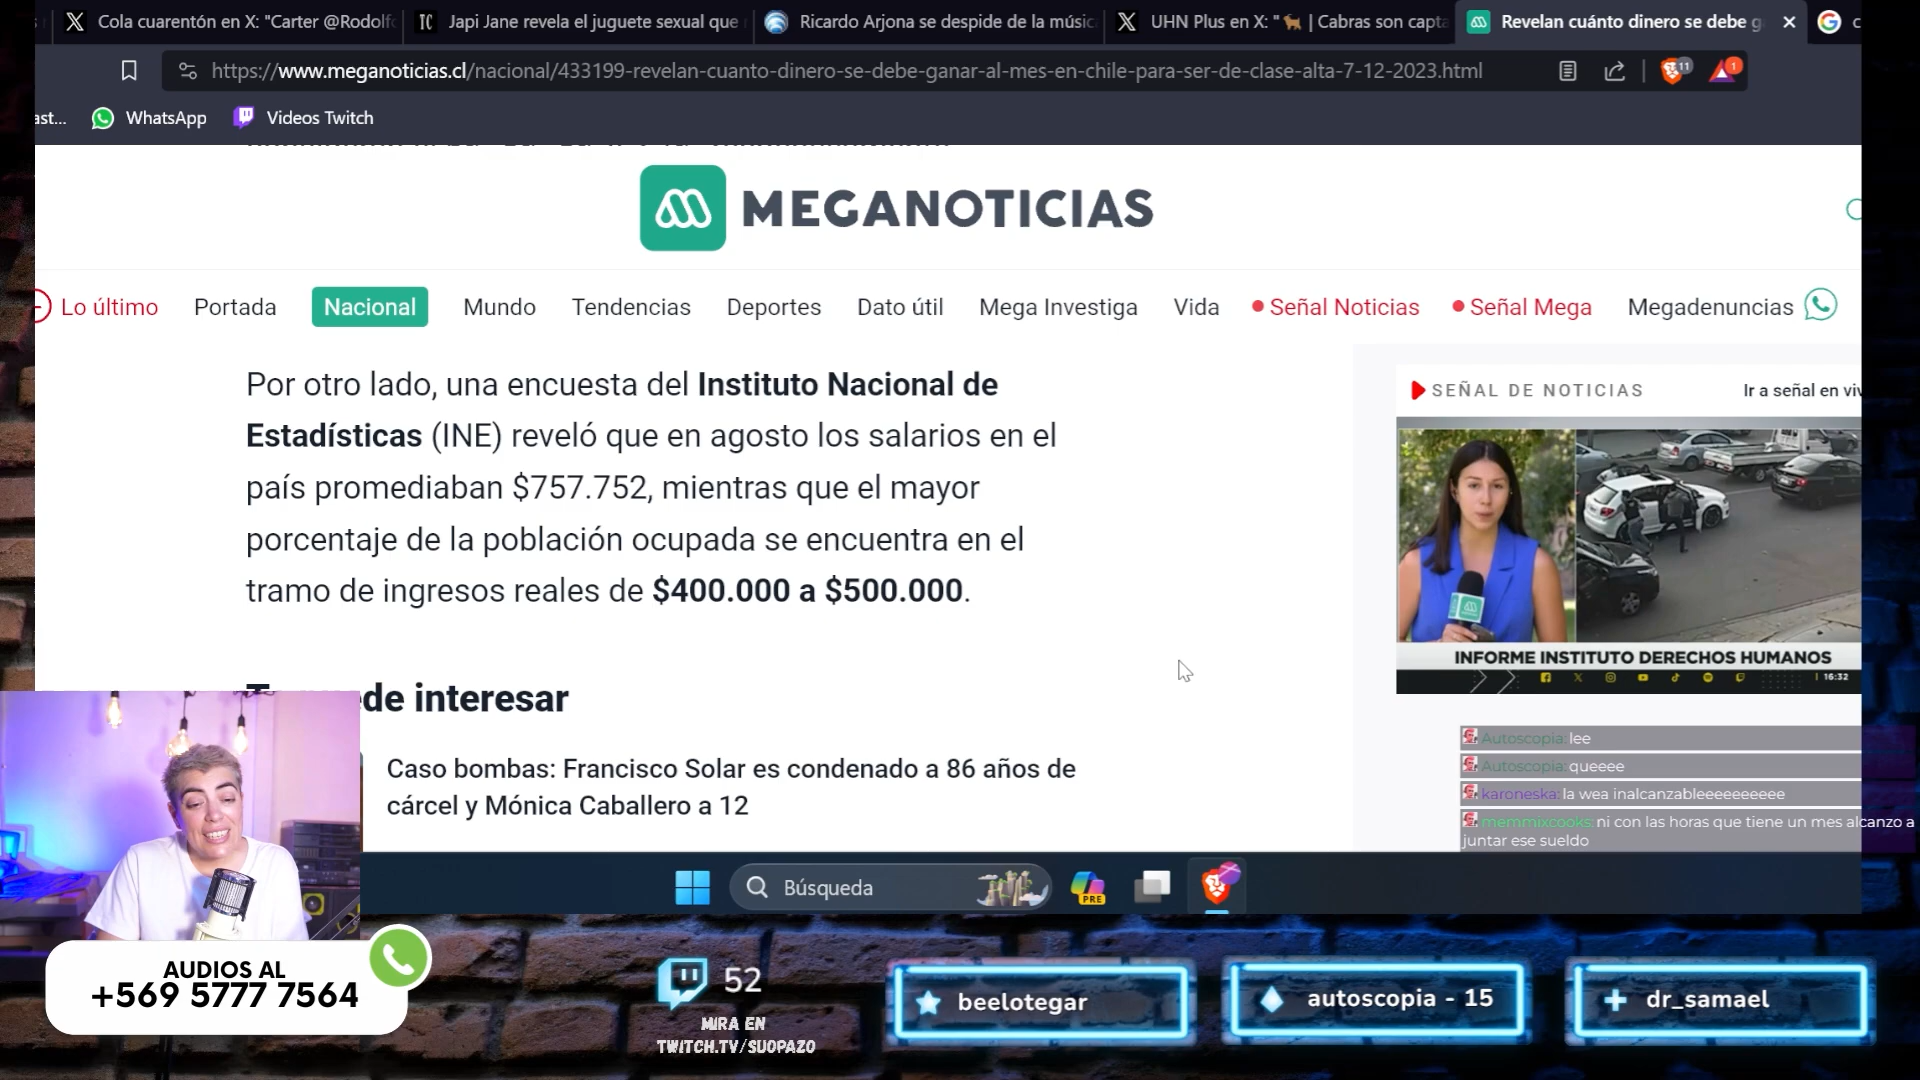 Cola cuarentón en X: "Carter @Rodolfo
Japi Jane revela el juguete sexual que
Ricardo Arjona se despide de la música
UHN Plus en X: "🐐 | Cabras son capta
Revelan cuánto dinero se debe g
https://www.meganoticias.cl/nacional/433199-revelan-cuanto-dinero-se-debe-ganar-al-mes-en-chile-para-ser-de-clase-alta-7-12-2023.html
11
1
ast...
WhatsApp
Videos Twitch
MEGANOTICIAS
Lo último
Portada
Nacional
Mundo
Tendencias
Deportes
Dato útil
Mega Investiga
Vida
Señal Noticias
Señal Mega
Megadenuncias
Por otro lado, una encuesta del Instituto Nacional de
Estadísticas (INE) reveló que en agosto los salarios en el
país promediaban $757.752, mientras que el mayor
porcentaje de la población ocupada se encuentra en el
tramo de ingresos reales de $400.000 a $500.000.
SEÑAL DE NOTICIAS
Ir a señal en viv
INFORME INSTITUTO DERECHOS HUMANOS
16:32
de interesar
Caso bombas: Francisco Solar es condenado a 86 años de
cárcel y Mónica Caballero a 12
Autoscopia: lee
Autoscopia: queeee
karoneska: la wea inalcanzableeeeeeeeee
memmixcooks: ni con las horas que tiene un mes alcanzo a
juntar ese sueldo
Búsqueda
PRE
AUDIOS AL
+569 5777 7564
52
MIRA EN
TWITCH.TV/SUOPAZO
beelotegar
autoscopia - 15
dr_samael